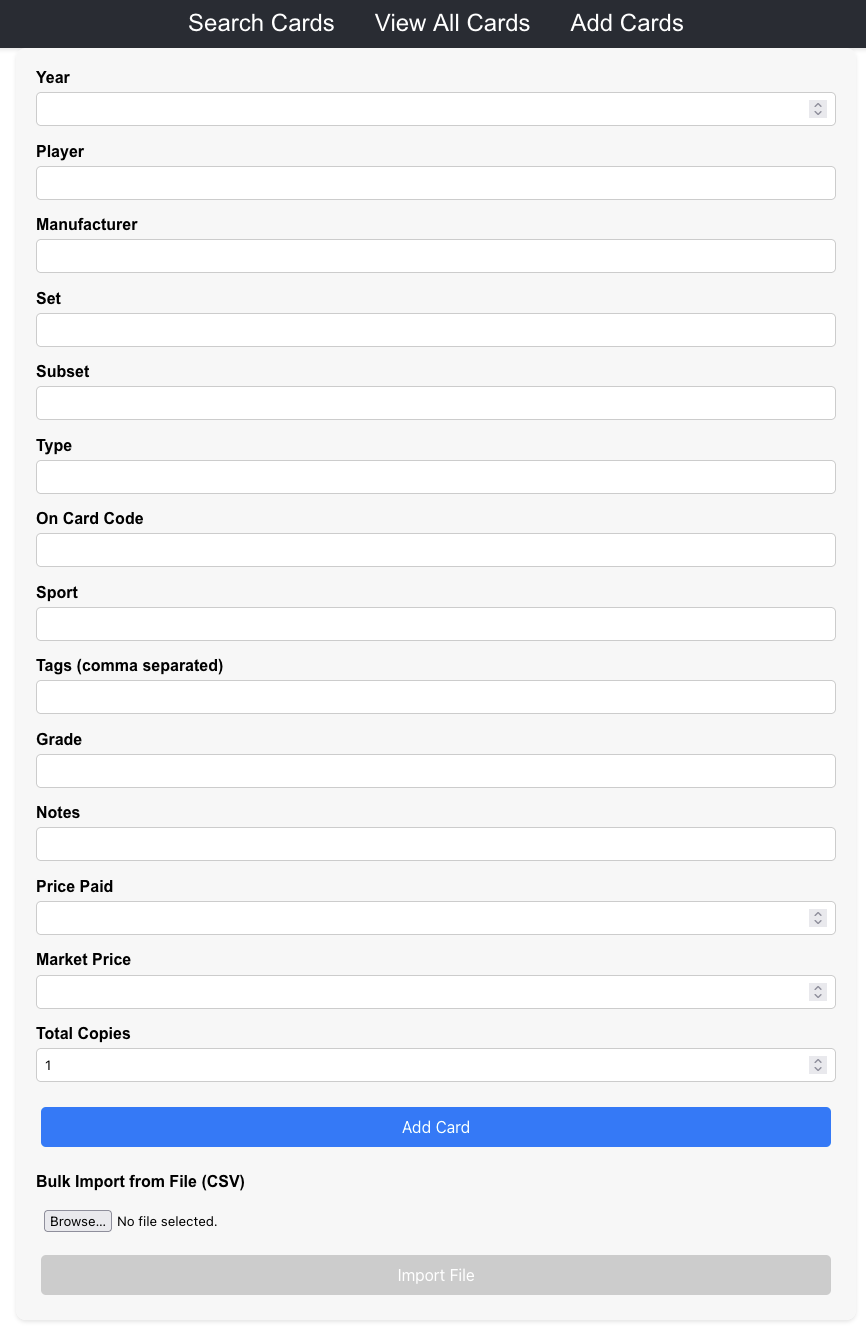 Search Cards View All Cards Add Cards
Year
Player
Manufacturer
Set
Subset
Type
On Card Code
Sport
Tags (comma separated)
Grade
Notes
Price Paid
Market Price
Total Copies
1
Add Card
Bulk Import from File (CSV)
Browse... No file selected.
Import File